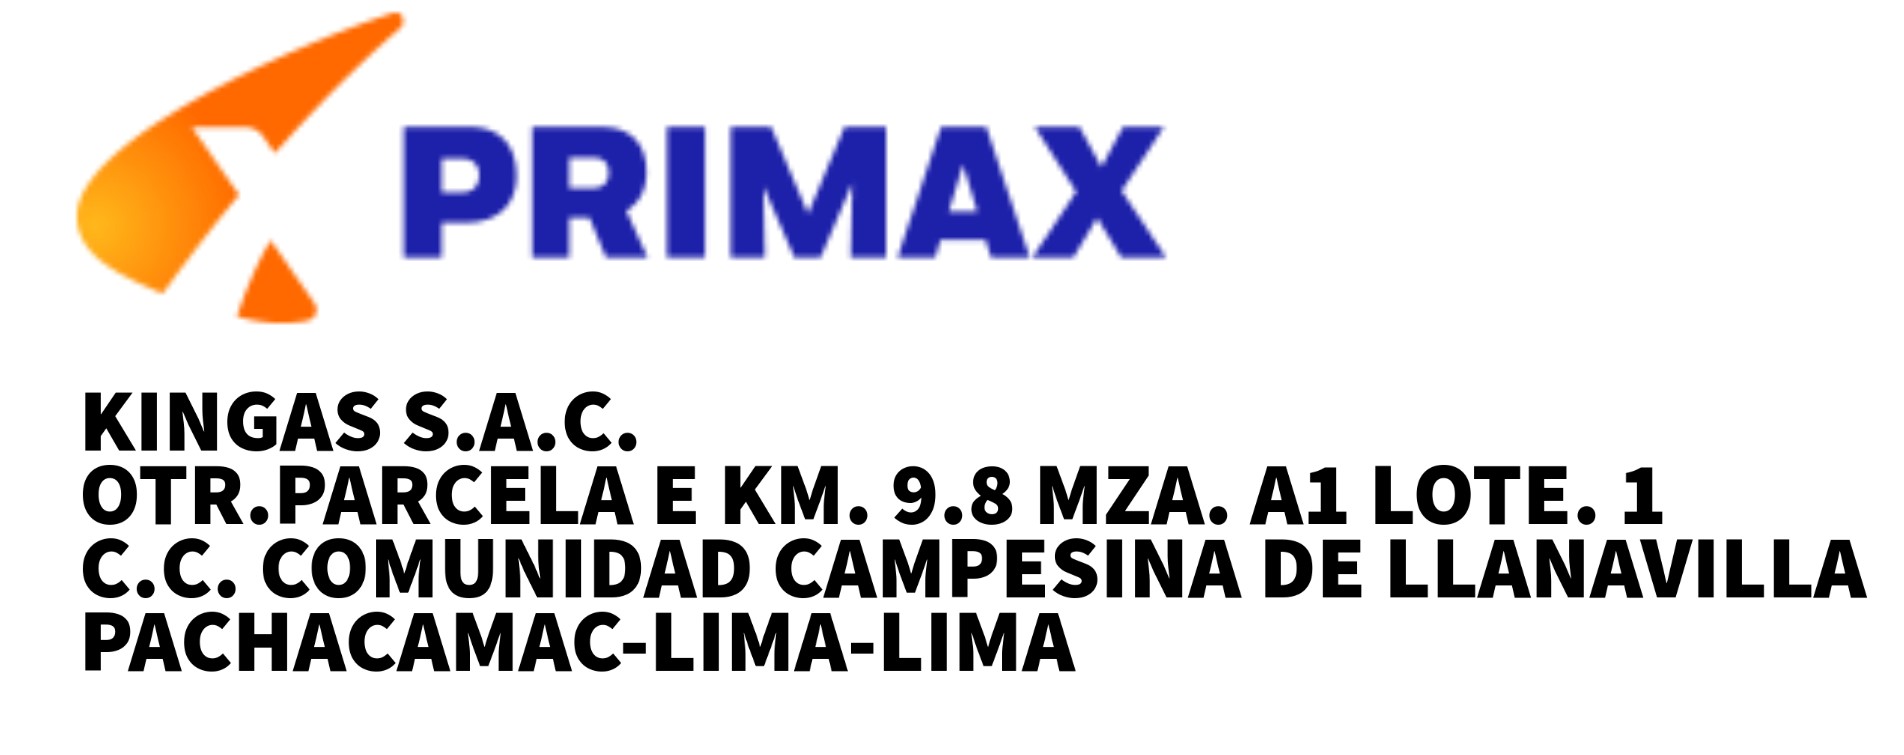 PRIMAX
KINGAS S.A.C.
OTR.PARCELA E KM. 9.8 MZA. A1 LOTE. 1
C.C. COMUNIDAD CAMPESINA DE LLANAVILLA
PACHACAMAC-LIMA-LIMA